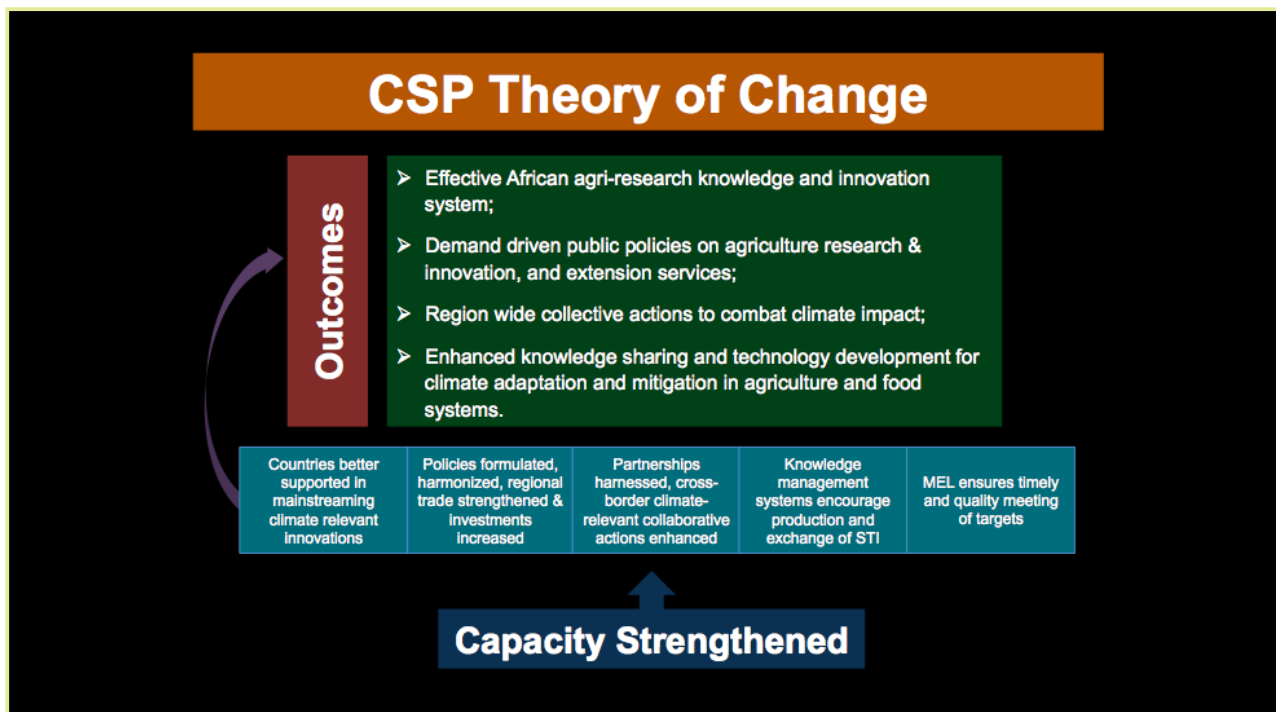 CSP Theory of Change
Outcomes
➤ Effective African agri-research knowledge and innovation
system;
➤ Demand driven public policies on agriculture research &
innovation, and extension services;
➤ Region wide collective actions to combat climate impact;
➤ Enhanced knowledge sharing and technology development for
climate adaptation and mitigation in agriculture and food
systems.
Countries better
supported in
mainstreaming
climate relevant
innovations
Policies formulated,
harmonized, regional
trade strengthened &
investments
increased
Partnerships
harnessed, cross-
border climate-
relevant collaborative
actions enhanced
Knowledge
management
systems encourage
production and
exchange of STI
MEL ensures timely
and quality meeting
of targets
Capacity Strengthened